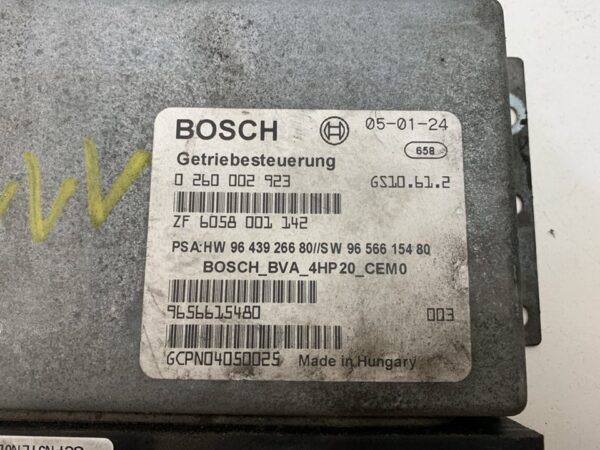 BOSCH 05-01-24
658
Getriebesteuerung
0 260 002 923 GS10.61.2
ZF 6058 001 142
PSA:HW 96 439 266 80//SW 96 566 154 80
BOSCH_BVA_4HP20_CEM0
9656615480 003
GCPN04050025 Made in Hungary
VVV